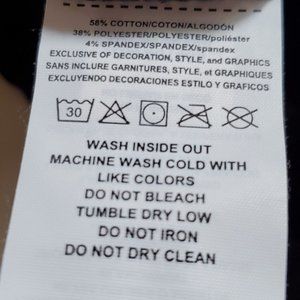 58% COTTON/COTON/ALGODÓN
38% POLYESTER/POLYESTER/poliéster
4% SPANDEX/SPANDEX/spandex
EXCLUSIVE OF DECORATION, STYLE, and GRAPHICS
SANS INCLURE GARNITURES, STYLE, et GRAPHIQUES
EXCLUYENDO DECORACIONES ESTILO Y GRAFICOS
30
WASH INSIDE OUT
MACHINE WASH COLD WITH
LIKE COLORS
DO NOT BLEACH
TUMBLE DRY LOW
DO NOT IRON
DO NOT DRY CLEAN